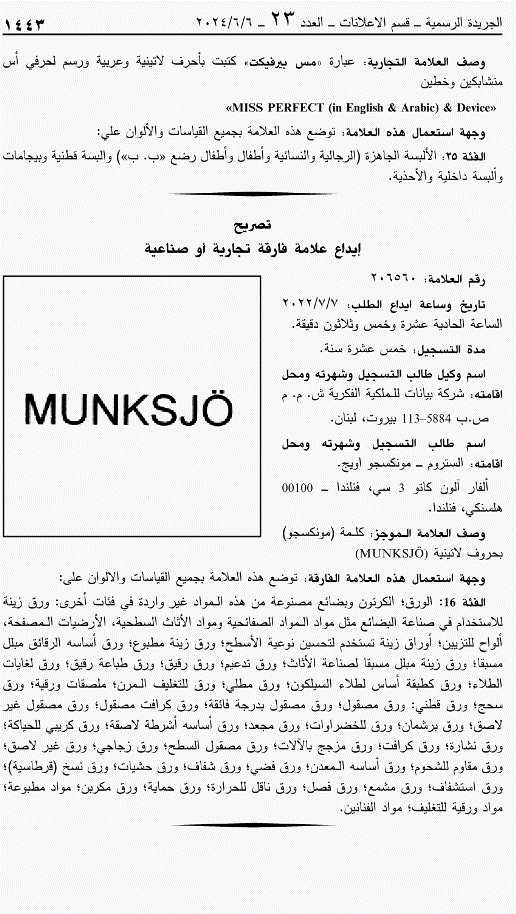 الجريدة الرسمية ــ قسم الاعلانات ــ العدد ٢٣ ــ ٢٠٢٤/٦/٦
١٤٤٣
وصف العلامة التجارية: عبارة «مس بيرفيكت» كتبت بأحرف لاتينية وعربية ورسم لحرفي أس
متشابكين وخطين
«MISS PERFECT (in English & Arabic) & Device»
وجهة استعمال هذه العلامة: توضع هذه العلامة بجميع القياسات والألوان علي:
الفئة ٢٥: الألبسة الجاهزة (الرجالية والنسائية وأطفال وأطفال رضع «ب. ب») والبسة قطنية وبيجامات
وألبسة داخلية والأحذية.
تصريح
إيداع علامة فارقة تجارية أو صناعية
رقم العلامة: ٢٠٦٥٦٠
تاريخ وساعة ايداع الطلب: ٢٠٢٢/٧/٧
الساعة الحادية عشرة وخمس وثلاثون دقيقة.
مدة التسجيل: خمس عشرة سنة.
اسم وكيل طالب التسجيل وشهرته ومحل
اقامته: شركة بيانات للملكية الفكرية ش. م. م
ص.ب 5884–113 بيروت، لبنان.
اسم طالب التسجيل وشهرته ومحل
اقامته: الستروم ــ مونكسجو اويج.
ألفار آلون كاتو 3 سي، فنلندا ــ 00100
هلسنكي، فنلندا.
وصف العلامة الموجز: كلمة (مونكسجو)
بحروف لاتينية (MUNKSJÖ)
MUNKSJÖ
وجهة استعمال هذه العلامة الفارقة: توضع هذه العلامة بجميع القياسات والالوان على:
الفئة 16: الورق؛ الكرتون وبضائع مصنوعة من هذه المواد غير واردة في فئات أخرى: ورق زينة
للاستخدام في صناعة البضائع مثل مواد المواد الصفائحية ومواد الأثاث السطحية، الأرضيات المصفحة،
ألواح للتزيين؛ أوراق زينة تستخدم لتحسين نوعية الأسطح؛ ورق زينة مطبوع؛ ورق أساسه الرقائق مبلل
مسبقا؛ ورق زينة مبلل مسبقا لصناعة الأثاث؛ ورق تدعيم؛ ورق رقيق؛ ورق طباعة رقيق؛ ورق لغايات
الطلاء؛ ورق كطبقة أساس لطلاء السيلكون؛ ورق مطلي؛ ورق للتغليف المرن؛ ملصقات ورقية؛ ورق
سحج؛ ورق قطني: ورق مصقول؛ ورق مصقول بدرجة فائقة؛ ورق كرافت مصقول؛ ورق مصقول غير
لاصق؛ ورق برشمان؛ ورق للخضراوات؛ ورق مجعد؛ ورق أساسه أشرطة لاصقة؛ ورق كريبي للحياكة؛
ورق نشارة؛ ورق كرافت؛ ورق مزجج بالآلات؛ ورق مصقول السطح؛ ورق زجاجي؛ ورق غير لاصق؛
ورق مقاوم للشحوم؛ ورق أساسه المعدن؛ ورق فضي؛ ورق شفاف؛ ورق حشيات؛ ورق نسخ (قرطاسية)؛
ورق استشفاف؛ ورق مشمع؛ ورق فصل؛ ورق ناقل للحرارة؛ ورق حماية؛ ورق مكربن؛ مواد مطبوعة؛
مواد ورقية للتغليف؛ مواد الفنانين.